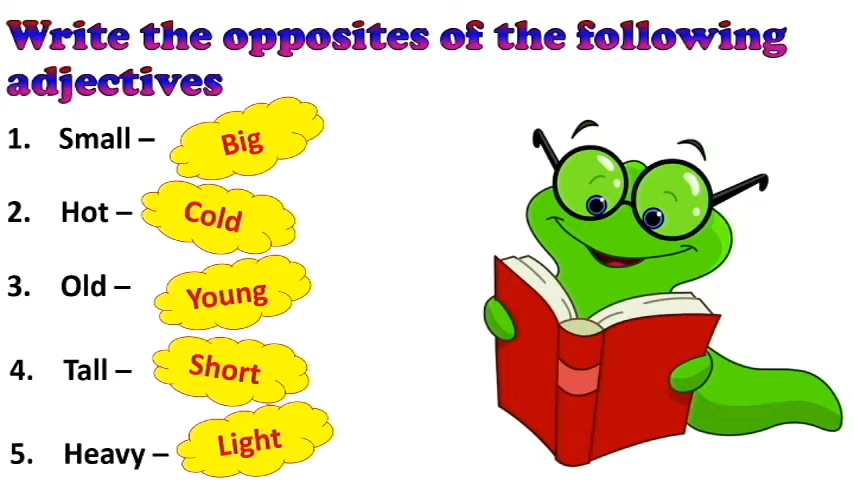 Write the opposites of the following
adjectives
1. Small – Big
2. Hot – Cold
3. Old – Young
4. Tall – Short
5. Heavy – Light